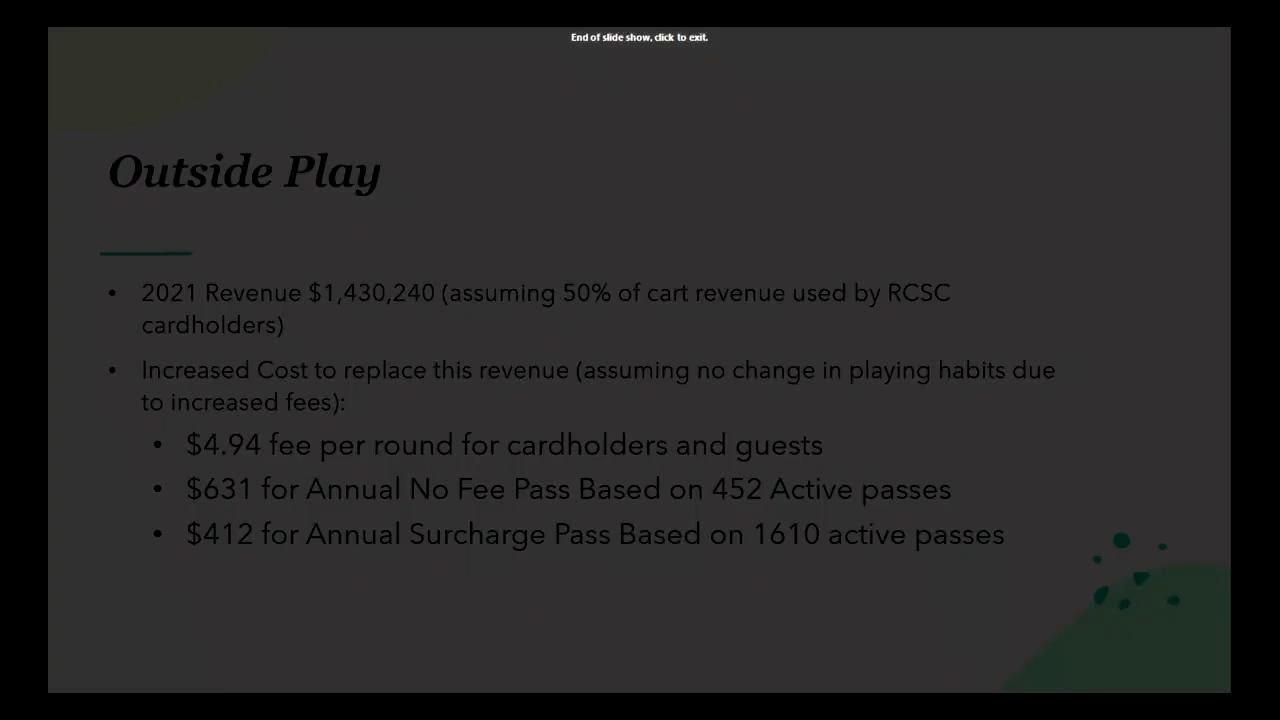 End of slide show, click to exit.
Outside Play
• 2021 Revenue $1,430,240 (assuming 50% of cart revenue used by RCSC
cardholders)
• Increased Cost to replace this revenue (assuming no change in playing habits due
to increased fees):
• $4.94 fee per round for cardholders and guests
• $631 for Annual No Fee Pass Based on 452 Active passes
• $412 for Annual Surcharge Pass Based on 1610 active passes